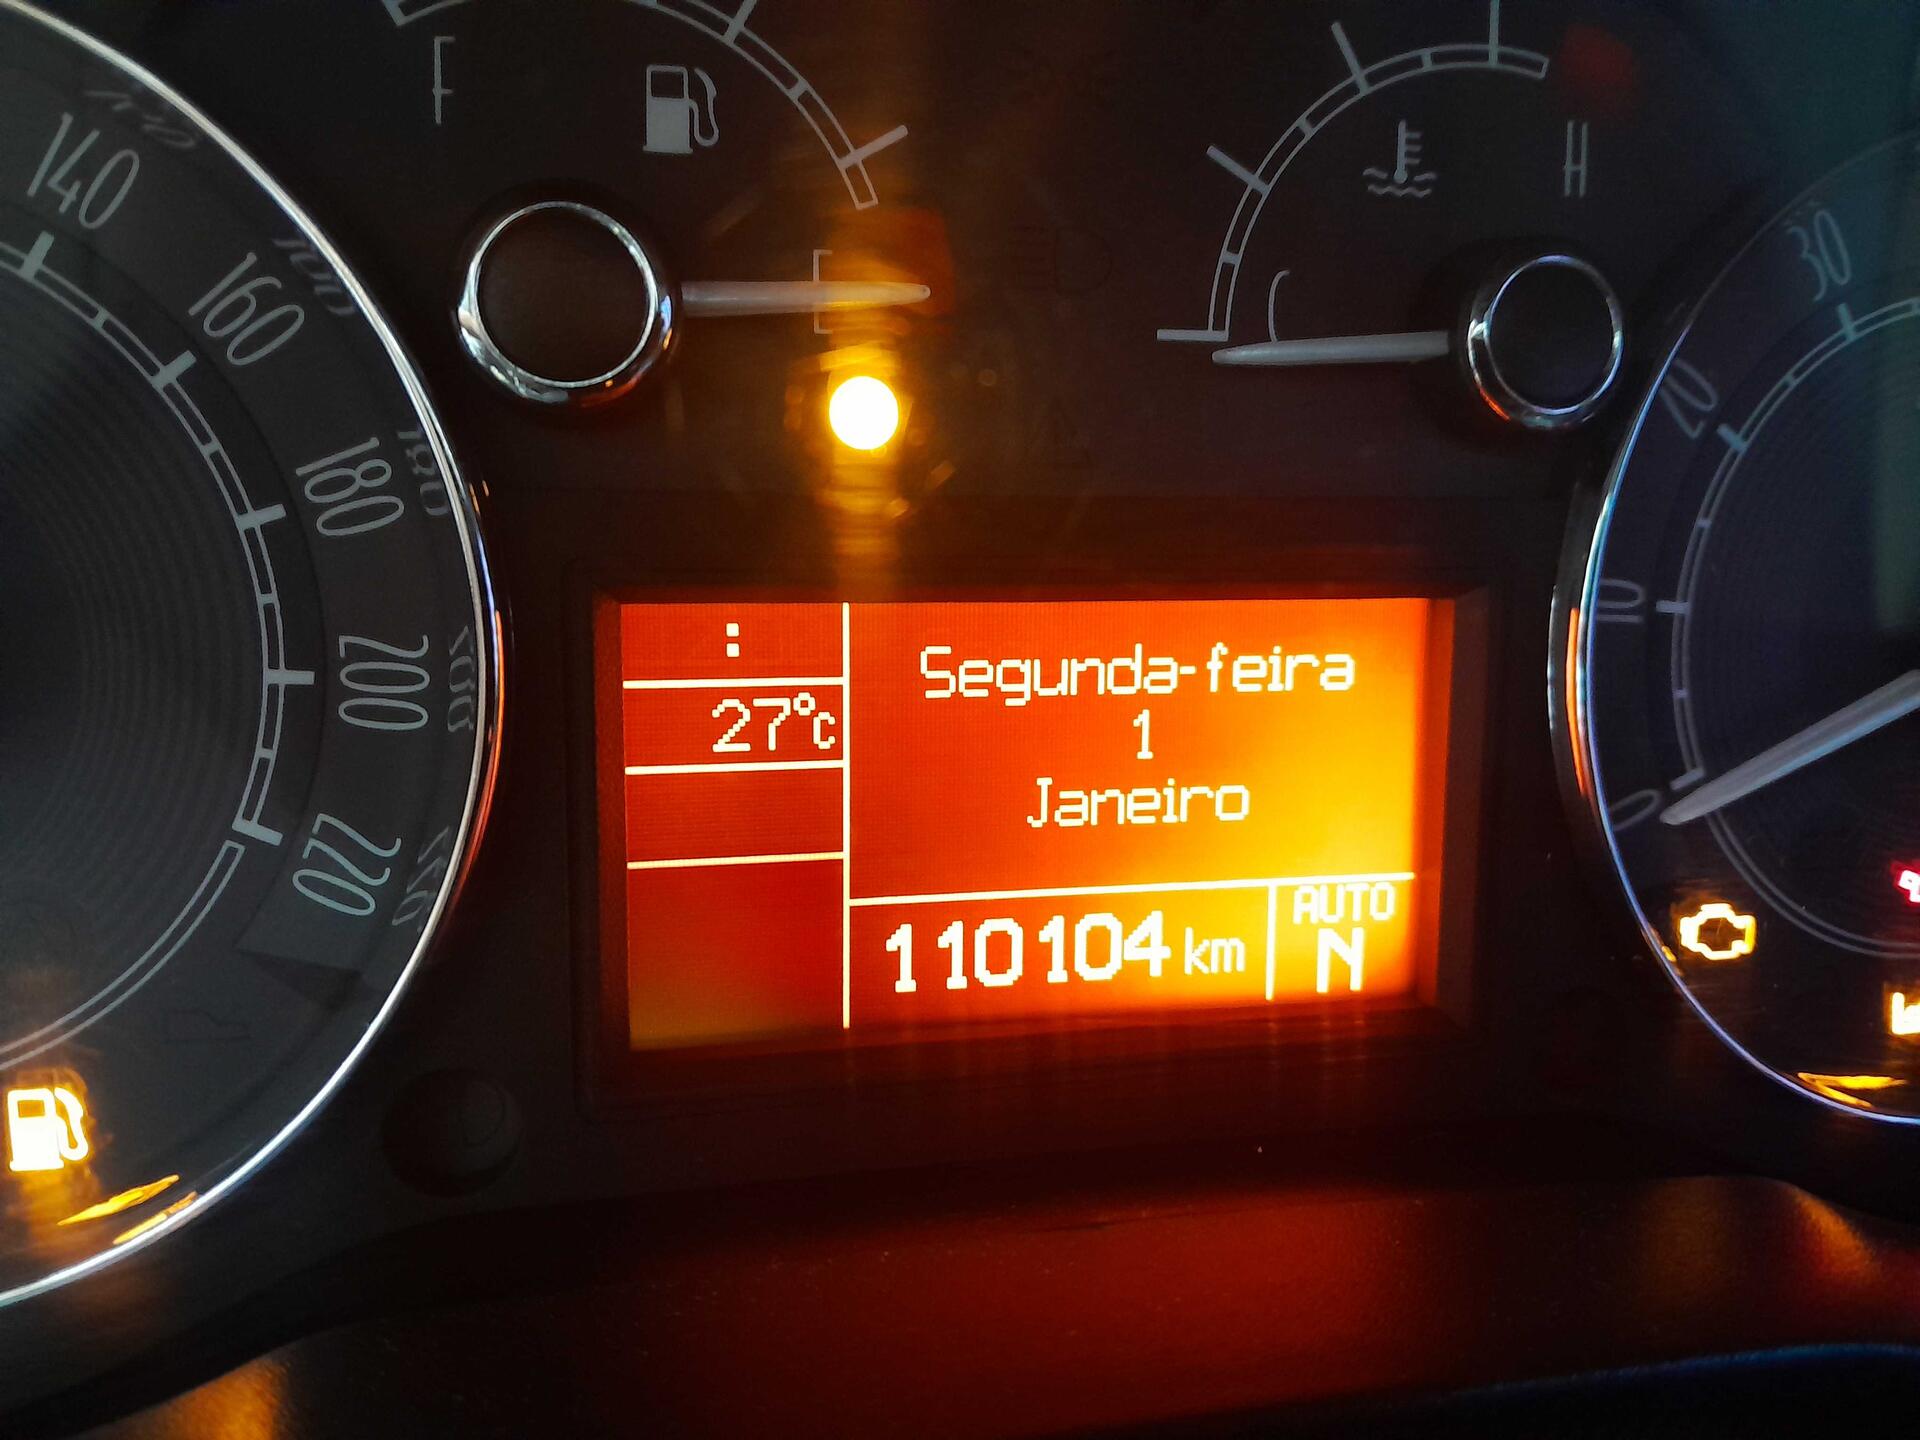 F
H
C
E
140
160
180
200
220
30
20
10
0
:
27°C
Segunda-feira
1
Janeiro
110104 km
AUTO
N